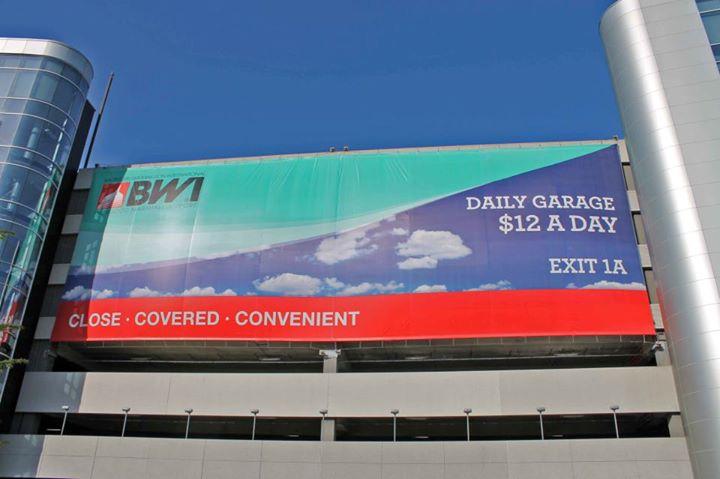 BWI
DAILY GARAGE
$12 A DAY
EXIT 1A
CLOSE · COVERED · CONVENIENT